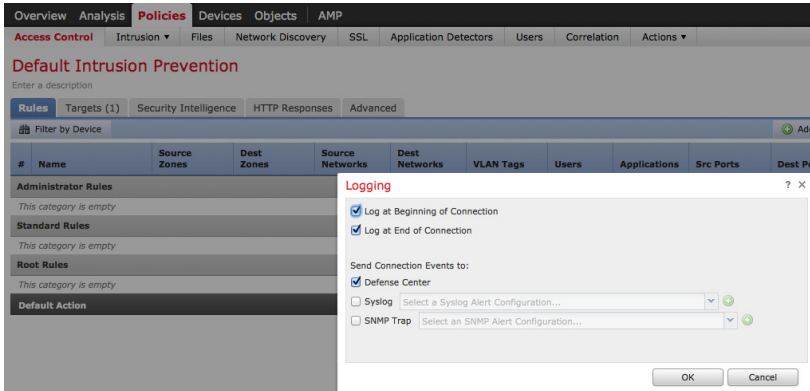 Overview Analysis Policies Devices Objects AMP
Access Control Intrusion ▼ Files Network Discovery SSL Application Detectors Users Correlation Actions ▼
Default Intrusion Prevention
Enter a description
Rules Targets (1) Security Intelligence HTTP Responses Advanced
Filter by Device
# Name Source Zones Dest Zones Source Networks Dest Networks VLAN Tags Users Applications Src Ports Dest
Administrator Rules
This category is empty
Standard Rules
This category is empty
Root Rules
This category is empty
Default Action
Logging ? ×
Log at Beginning of Connection
Log at End of Connection
Send Connection Events to:
Defense Center
Syslog Select a Syslog Alert Configuration...
SNMP Trap Select an SNMP Alert Configuration...
OK Cancel